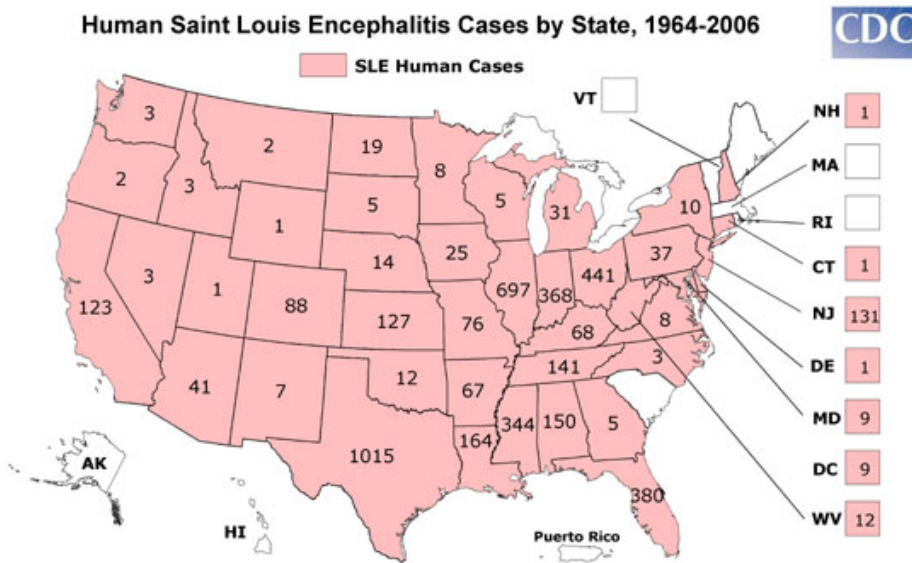 Human Saint Louis Encephalitis Cases by State, 1964-2006
CDC
SLE Human Cases
VT
NH 1
MA
RI
CT 1
NJ 131
DE 1
MD 9
DC 9
WV 12
3
2
19
8
2
3
5
5
31
10
1
25
14
3
1
88
697
368
441
37
123
127
76
68
8
41
7
12
67
141
3
1015
164
344
150
5
380
AK
HI
Puerto Rico